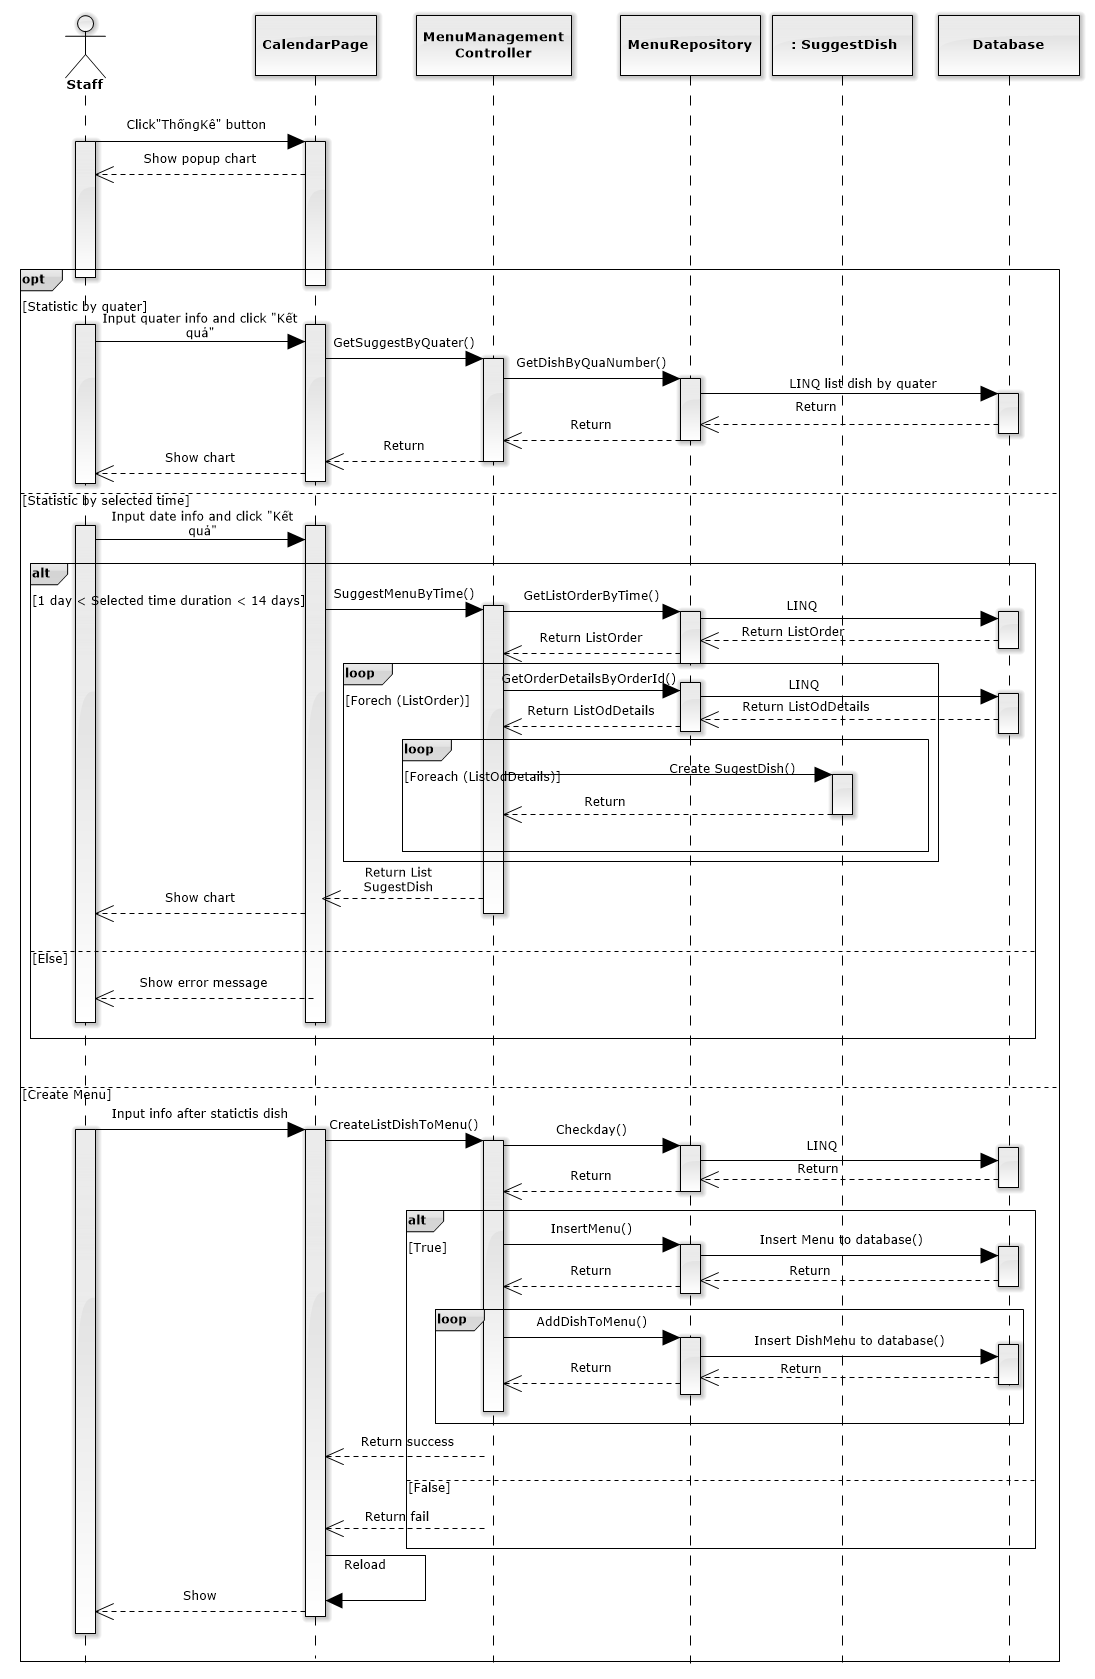 Staff
CalendarPage
MenuManagement
Controller
MenuRepository
: SuggestDish
Database
Click"ThốngKê" button
Show popup chart
opt
[Statistic by quater]
Input quater info and click "Kết
quả"
GetSuggestByQuater()
GetDishByQuaNumber()
LINQ list dish by quater
Return
Return
Return
Show chart
[Statistic by selected time]
Input date info and click "Kết
quả"
alt
[1 day < Selected time duration < 14 days]
SuggestMenuByTime()
GetListOrderByTime()
LINQ
Return ListOrder
Return ListOrder
loop
GetOrderDetailsByOrderId()
LINQ
[Forech (ListOrder)]
Return ListOdDetails
Return ListOdDetails
loop
Create SugestDish()
[Foreach (ListOdDetails)]
Return
Return List
SugestDish
Show chart
[Else]
Show error message
[Create Menu]
Input info after statictis dish
CreateListDishToMenu()
Checkday()
LINQ
Return
Return
alt
InsertMenu()
Insert Menu to database()
[True]
Return
Return
loop
AddDishToMenu()
Insert DishMenu to database()
Return
Return
Return success
[False]
Return fail
Reload
Show